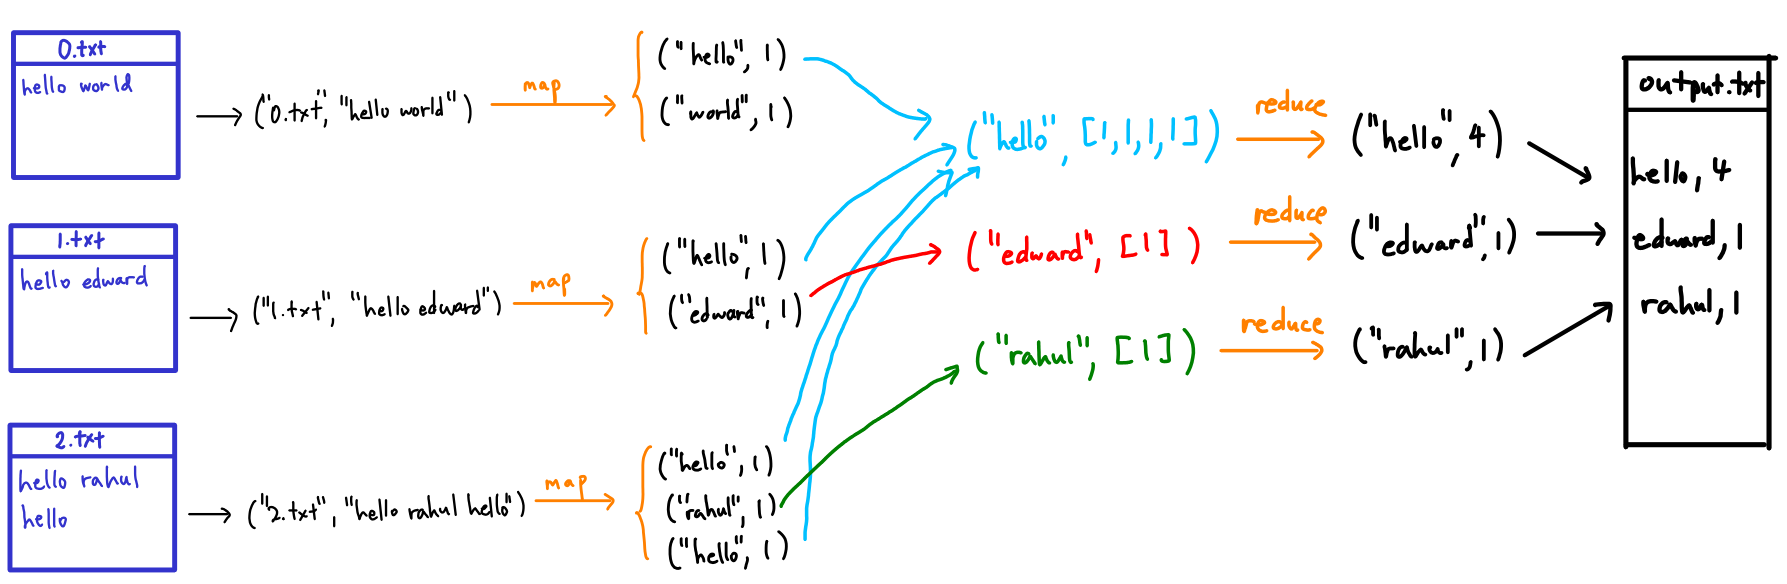 0.txt
hello world
("0.txt", "hello world")
map
("hello", 1)
("world", 1)
1.txt
hello edward
("1.txt", "hello edward")
map
("hello", 1)
("edward", 1)
2.txt
hello rahul
hello
("2.txt", "hello rahul hello")
map
("hello", 1)
("rahul", 1)
("hello", 1)
("hello", [1,1,1,1])
reduce
("hello", 4)
("edward", [1])
reduce
("edward", 1)
("rahul", [1])
reduce
("rahul", 1)
output.txt
hello, 4
edward, 1
rahul, 1